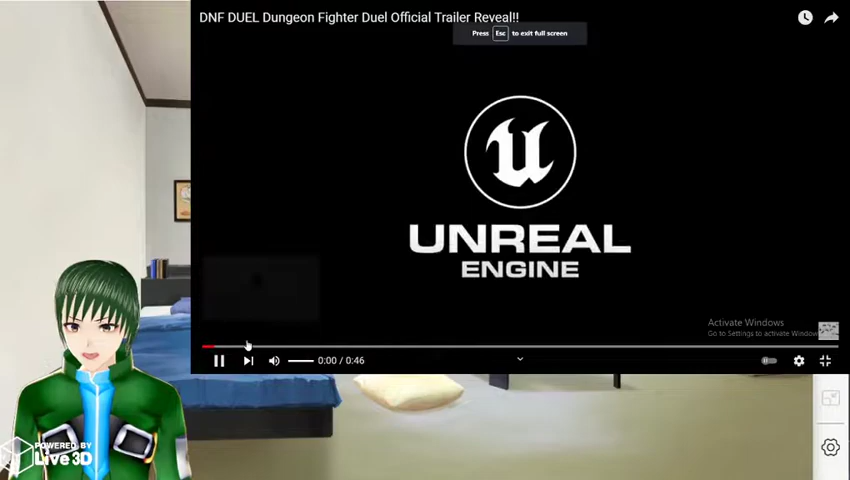 DNF DUEL Dungeon Fighter Duel Official Trailer Reveal!!
Press Esc to exit full screen
UNREAL
ENGINE
Activate Windows
Go to Settings to activate Window
0:00 / 0:46
POWERED BY
Live3D